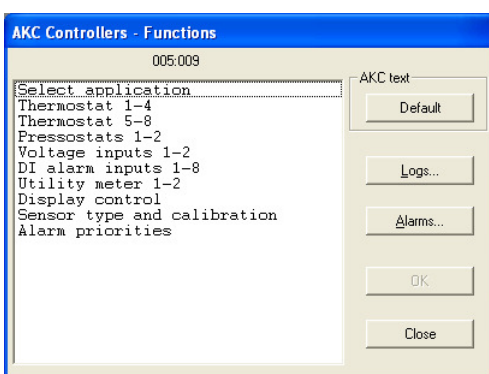 AKC Controllers - Functions
005:009
Select application
Thermostat 1-4
Thermostat 5-8
Pressostats 1-2
Voltage inputs 1-2
DI alarm inputs 1-8
Utility meter 1-2
Display control
Sensor type and calibration
Alarm priorities
AKC text
Default
Logs...
Alarms...
OK
Close